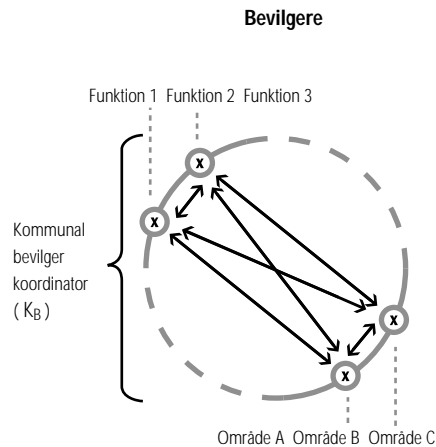 Bevilgere
Funktion 1 Funktion 2 Funktion 3
x
x
Kommunal
bevilger
koordinator
( KB )
x
x
Område A Område B Område C